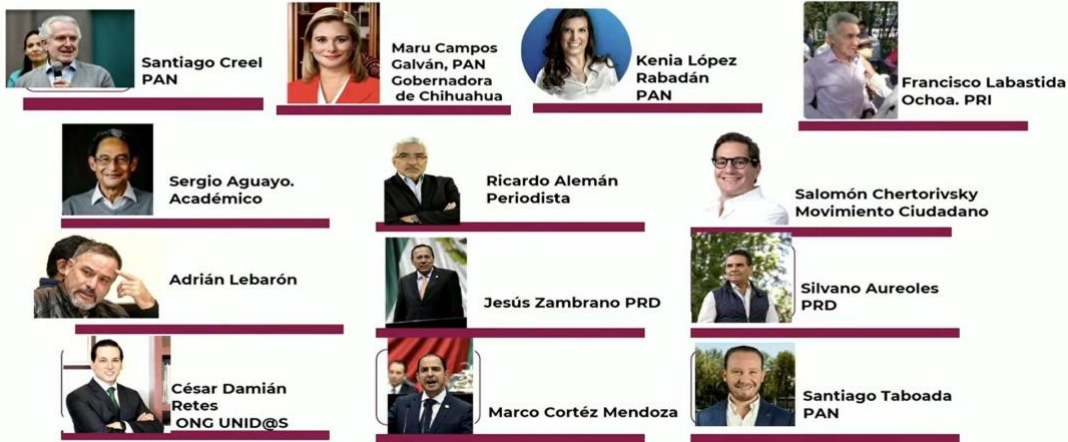 Santiago Creel
PAN
Maru Campos
Galván, PAN
Gobernadora
de Chihuahua
Kenia López
Rabadán
PAN
Francisco Labastida
Ochoa. PRI
Sergio Aguayo.
Académico
Ricardo Alemán
Periodista
Salomón Chertorivsky
Movimiento Ciudadano
Adrián Lebarón
Jesús Zambrano PRD
Silvano Aureoles
PRD
César Damián
Retes
ONG UNID@S
Marco Cortéz Mendoza
Santiago Taboada
PAN